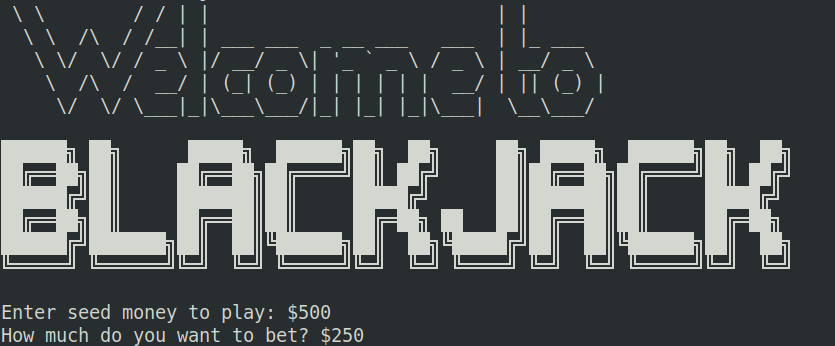 Welcome to
BLACKJACK
Enter seed money to play: $500
How much do you want to bet? $250